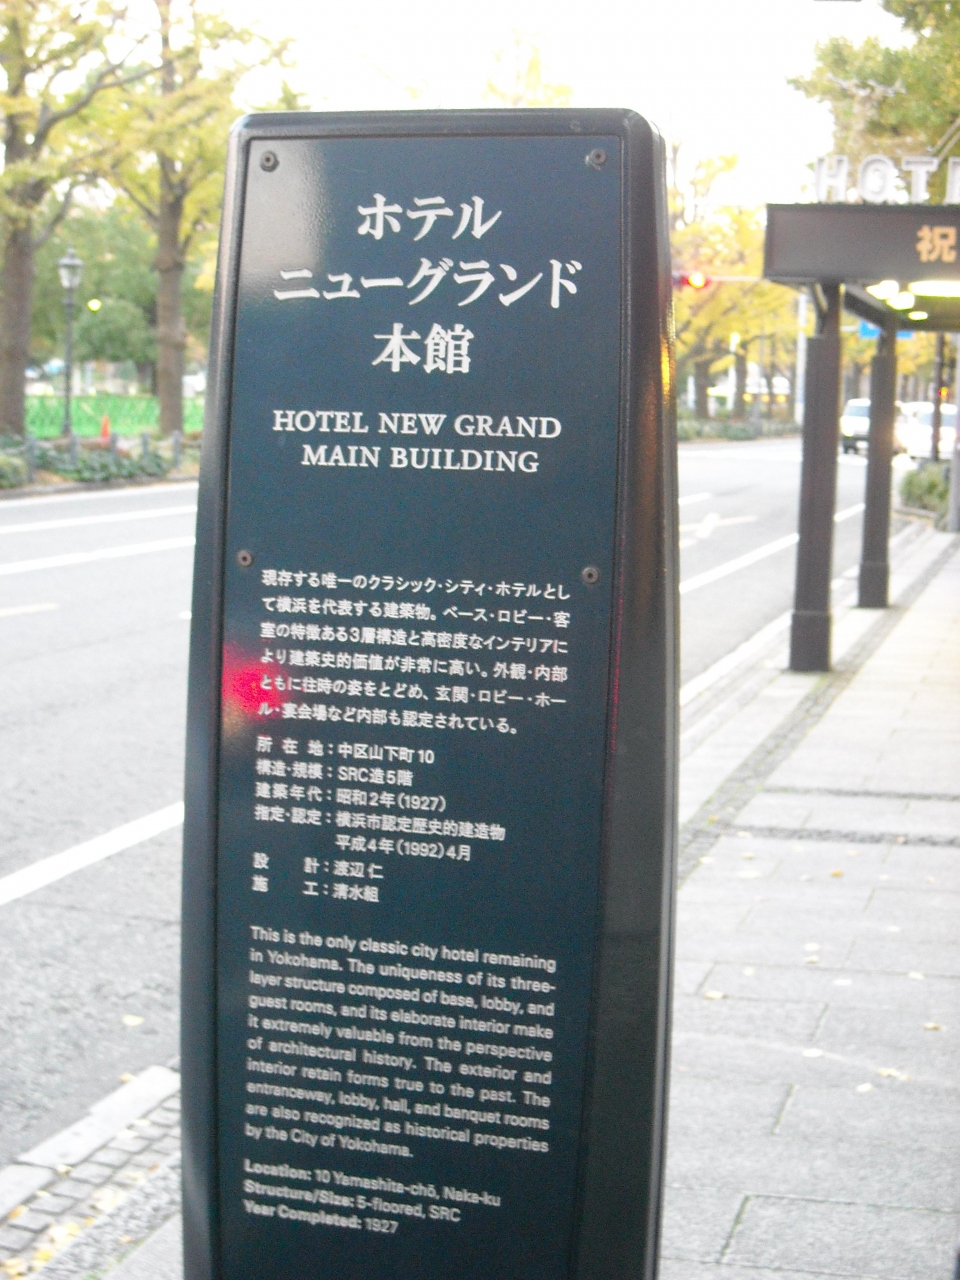 ホテル
ニューグランド
本館
HOTEL NEW GRAND
MAIN BUILDING
現存する唯一のクラシック・シティ・ホテルとし
て横浜を代表する建築物。ベース・ロビー・客
室の特徴ある3層構造と高密度なインテリアに
より建築史的価値が非常に高い。外観・内部
ともに往時の姿をとどめ、玄関・ロビー・ホー
ル・宴会場など内部も認定されている。
所在地：中区山下町10
構造・規模：SRC造5階
建築年代：昭和2年（1927）
指定・認定：横浜市認定歴史的建造物
平成4年（1992）4月
設計：渡辺 仁
施工：清水組
This is the only classic city hotel remaining
in Yokohama. The uniqueness of its three-
layer structure composed of base, lobby, and
guest rooms, and its elaborate interior make
it extremely valuable from the perspective
of architectural history. The exterior and
interior retain forms true to the past. The
entranceway, lobby, hall, and banquet rooms
are also recognized as historical properties
by the City of Yokohama.
Location: 10 Yamashita-chō, Naka-ku
Structure/Size: 5-floored, SRC
Year Completed: 1927
HOTE
祝